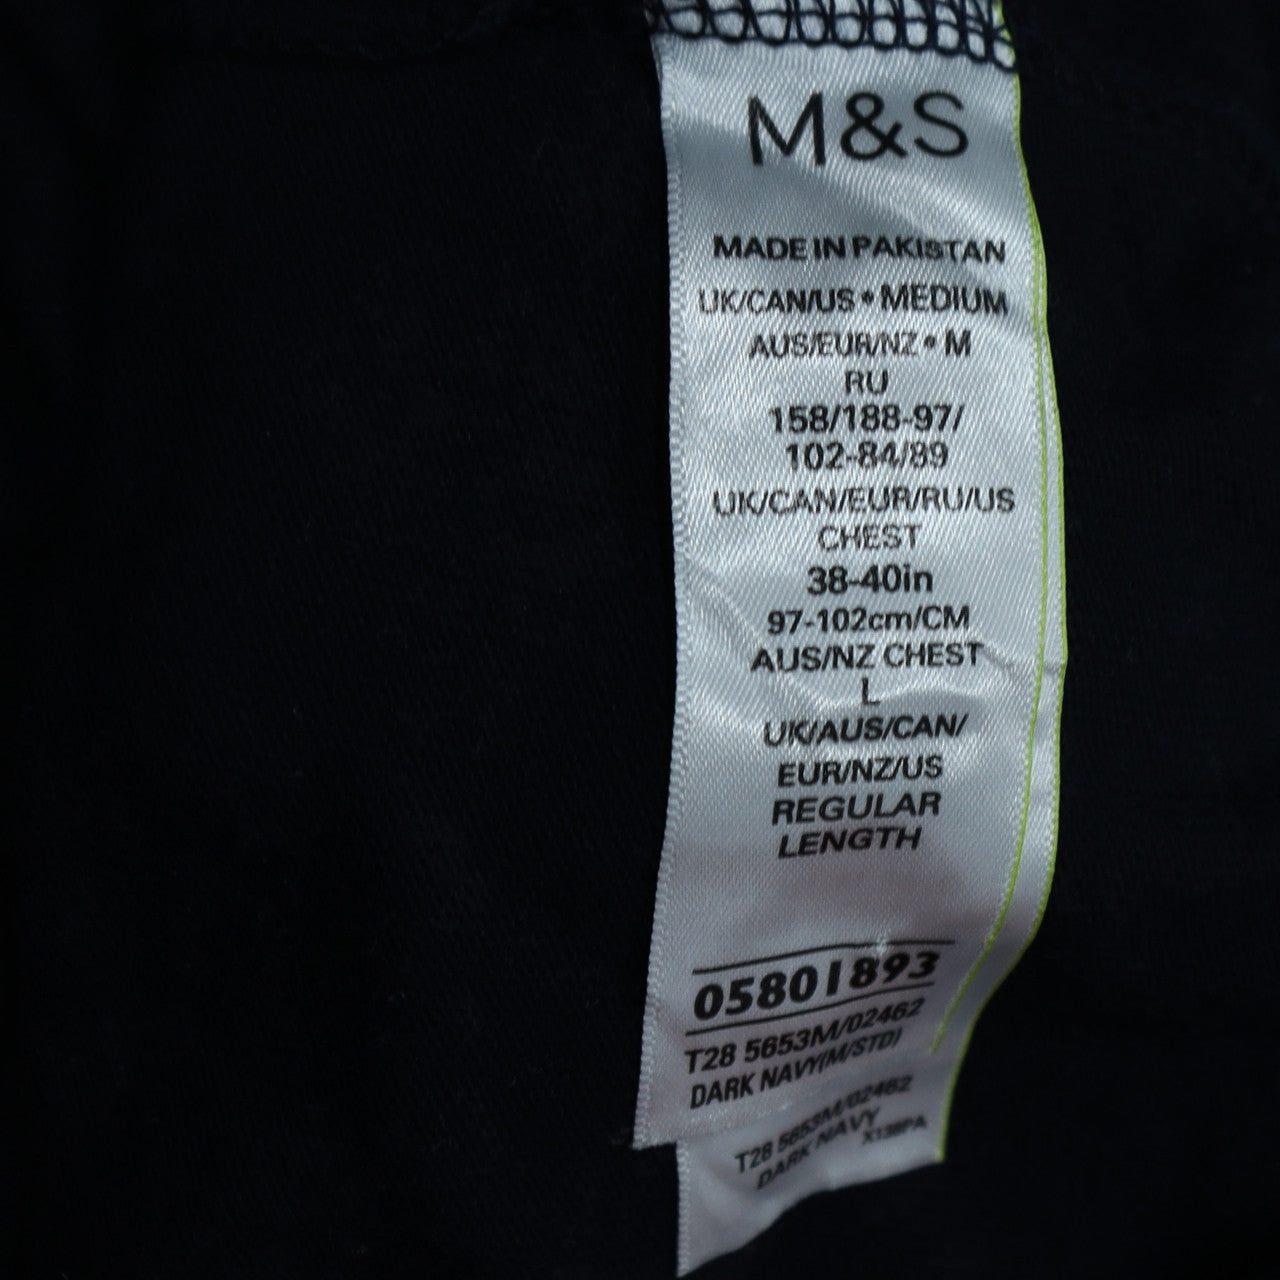 M&S
MADE IN PAKISTAN
UK/CAN/US • MEDIUM
AUS/EUR/NZ • M
RU
158/188-97/
102-84/89
UK/CAN/EUR/RU/US
CHEST
38-40in
97-102cm/CM
AUS/NZ CHEST
L
UK/AUS/CAN/
EUR/NZ/US
REGULAR
LENGTH
05801893
T28 5653M/02462
DARK NAVY(M/STD)
T28 5653M/02462
DARK NAVY